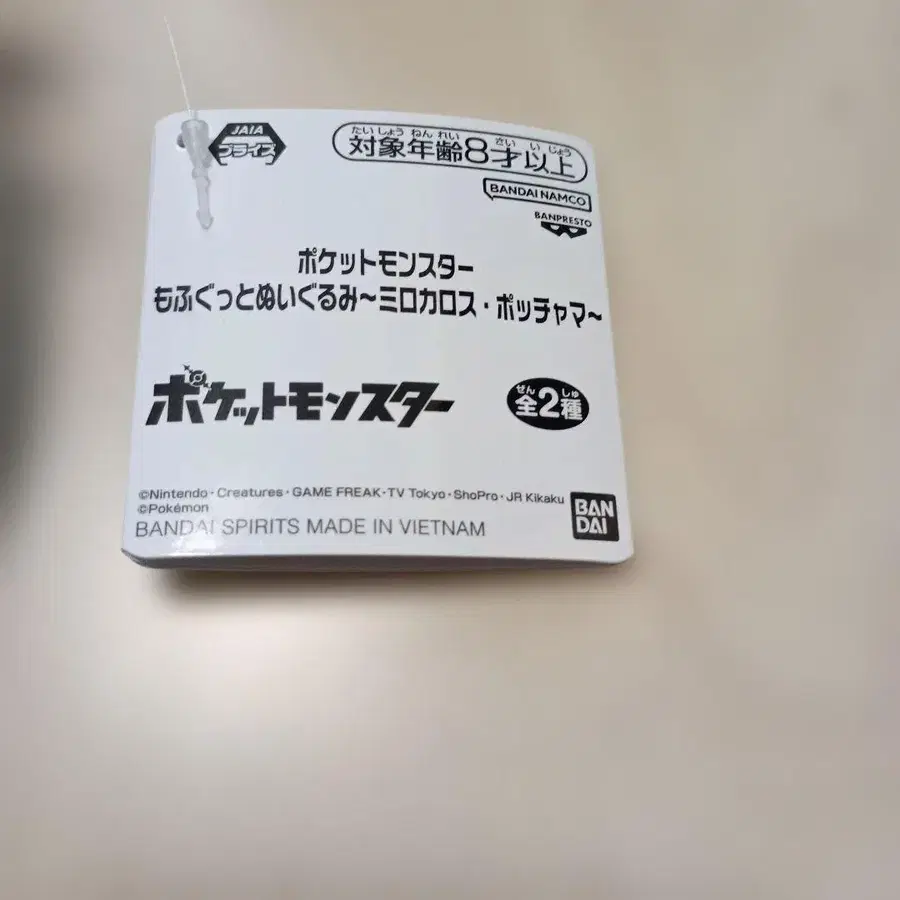 JAIA
プライズ
たいしょう ねん れい さい い じょう
対象年齢8才以上
BANDAI NAMCO
BANPRESTO
ポケットモンスター
もふぐっとぬいぐるみ~ミロカロス・ポッチャマ~
ポケットモンスター
ぜん しゅ
全2種
©Nintendo・Creatures・GAME FREAK・TV Tokyo・ShoPro・JR Kikaku
©Pokémon
BANDAI SPIRITS MADE IN VIETNAM
BAN
DAI